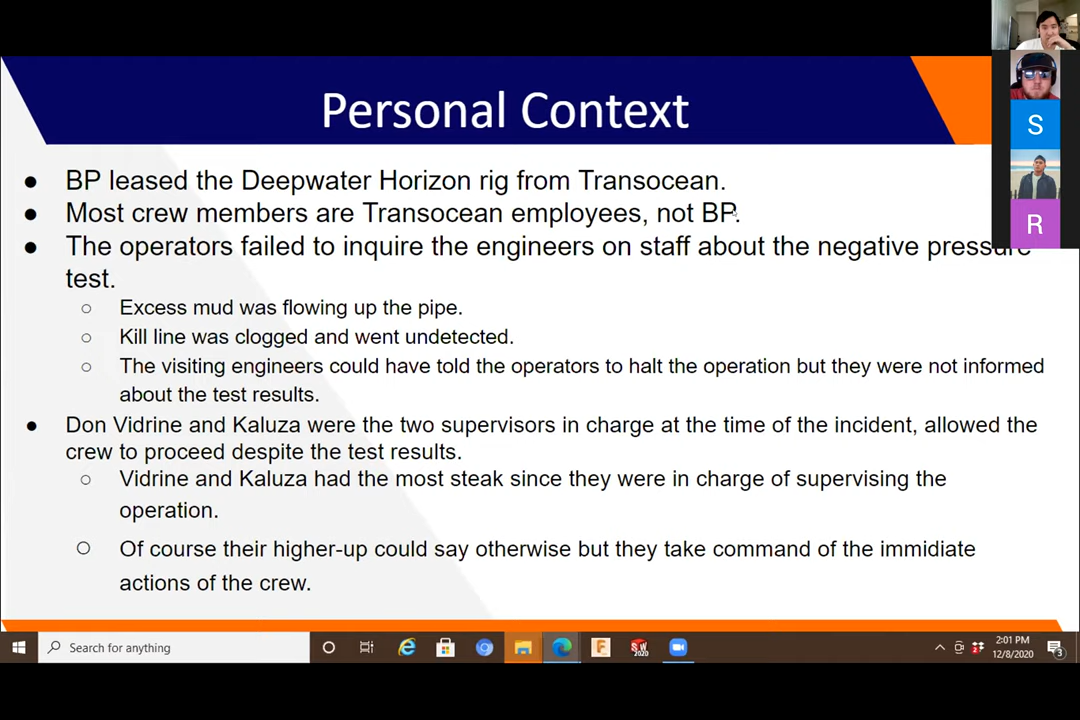 Personal Context
S
R
● BP leased the Deepwater Horizon rig from Transocean.
● Most crew members are Transocean employees, not BP.
● The operators failed to inquire the engineers on staff about the negative pressure
test.
○ Excess mud was flowing up the pipe.
○ Kill line was clogged and went undetected.
○ The visiting engineers could have told the operators to halt the operation but they were not informed
about the test results.
● Don Vidrine and Kaluza were the two supervisors in charge at the time of the incident, allowed the
crew to proceed despite the test results.
○ Vidrine and Kaluza had the most steak since they were in charge of supervising the
operation.
○ Of course their higher-up could say otherwise but they take command of the immidiate
actions of the crew.
Search for anything
SW
2020
F
2
2:01 PM
12/8/2020
3